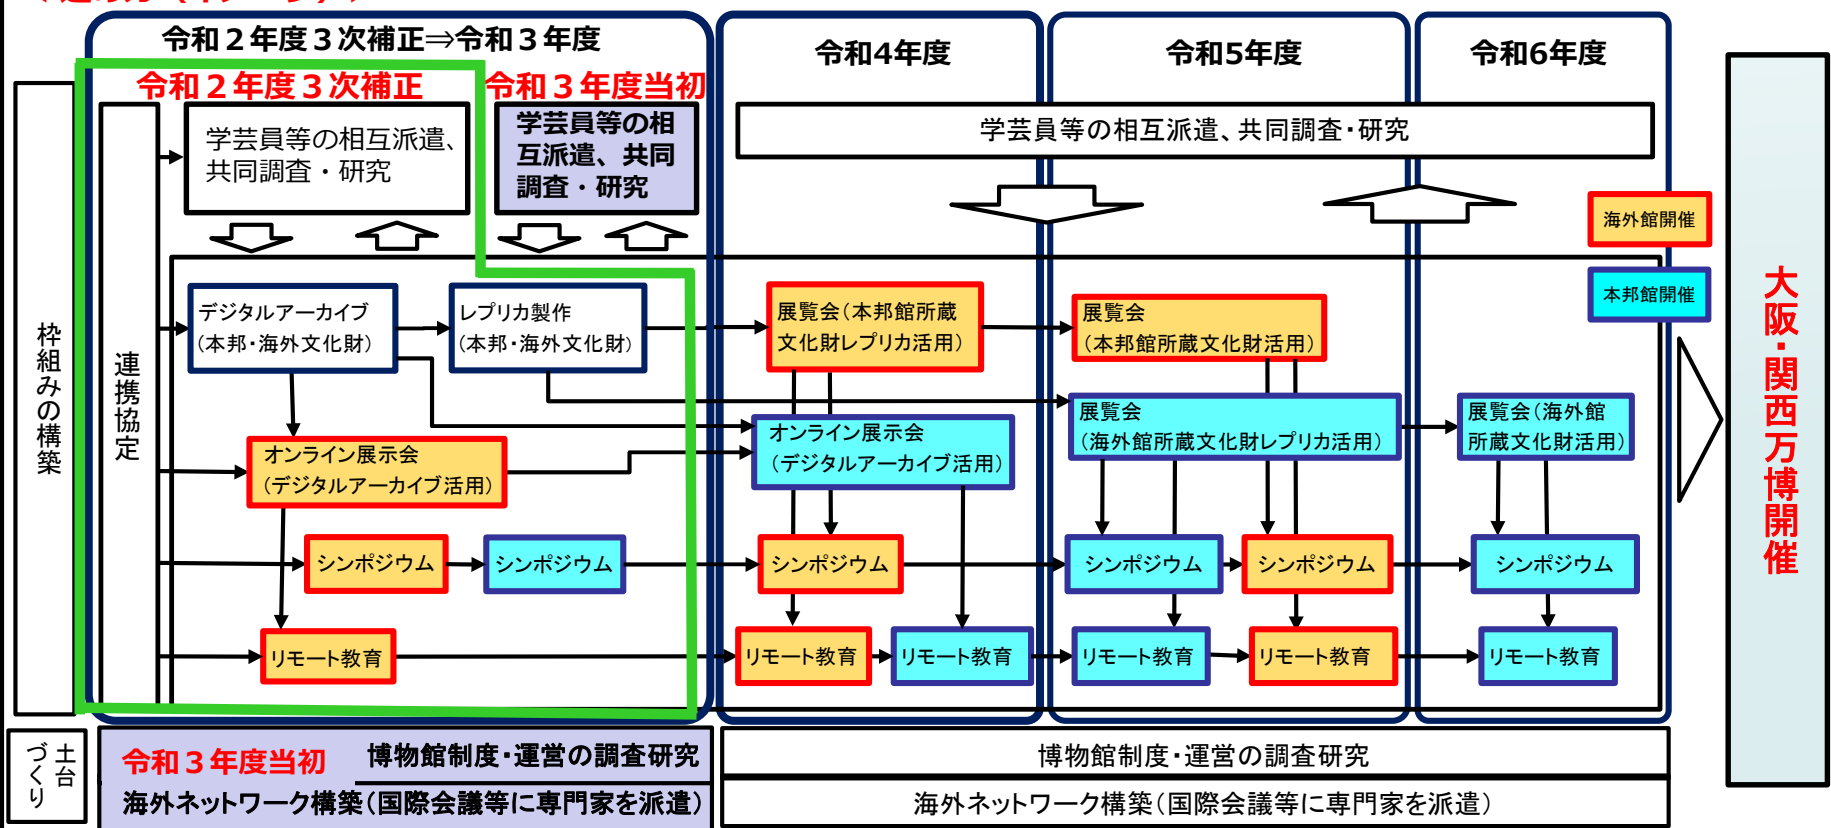 令和２年度３次補正⇒令和３年度
令和4年度
令和5年度
令和6年度
令和２年度３次補正
令和３年度当初
学芸員等の相互派遣、
共同調査・研究
学芸員等の相
互派遣、共同
調査・研究
学芸員等の相互派遣、共同調査・研究
海外館開催
本邦館開催
枠組みの構築
連携協定
デジタルアーカイブ
(本邦・海外文化財)
レプリカ製作
(本邦・海外文化財)
展覧会(本邦館所蔵
文化財レプリカ活用)
展覧会
(本邦館所蔵文化財活用)
オンライン展示会
(デジタルアーカイブ活用)
オンライン展示会
(デジタルアーカイブ活用)
展覧会
(海外館所蔵文化財レプリカ活用)
展覧会(海外館
所蔵文化財活用)
シンポジウム
シンポジウム
シンポジウム
シンポジウム
シンポジウム
シンポジウム
リモート教育
リモート教育
リモート教育
リモート教育
リモート教育
リモート教育
大阪・関西万博開催
土台
づくり
令和３年度当初
博物館制度・運営の調査研究
海外ネットワーク構築(国際会議等に専門家を派遣)
博物館制度・運営の調査研究
海外ネットワーク構築(国際会議等に専門家を派遣)